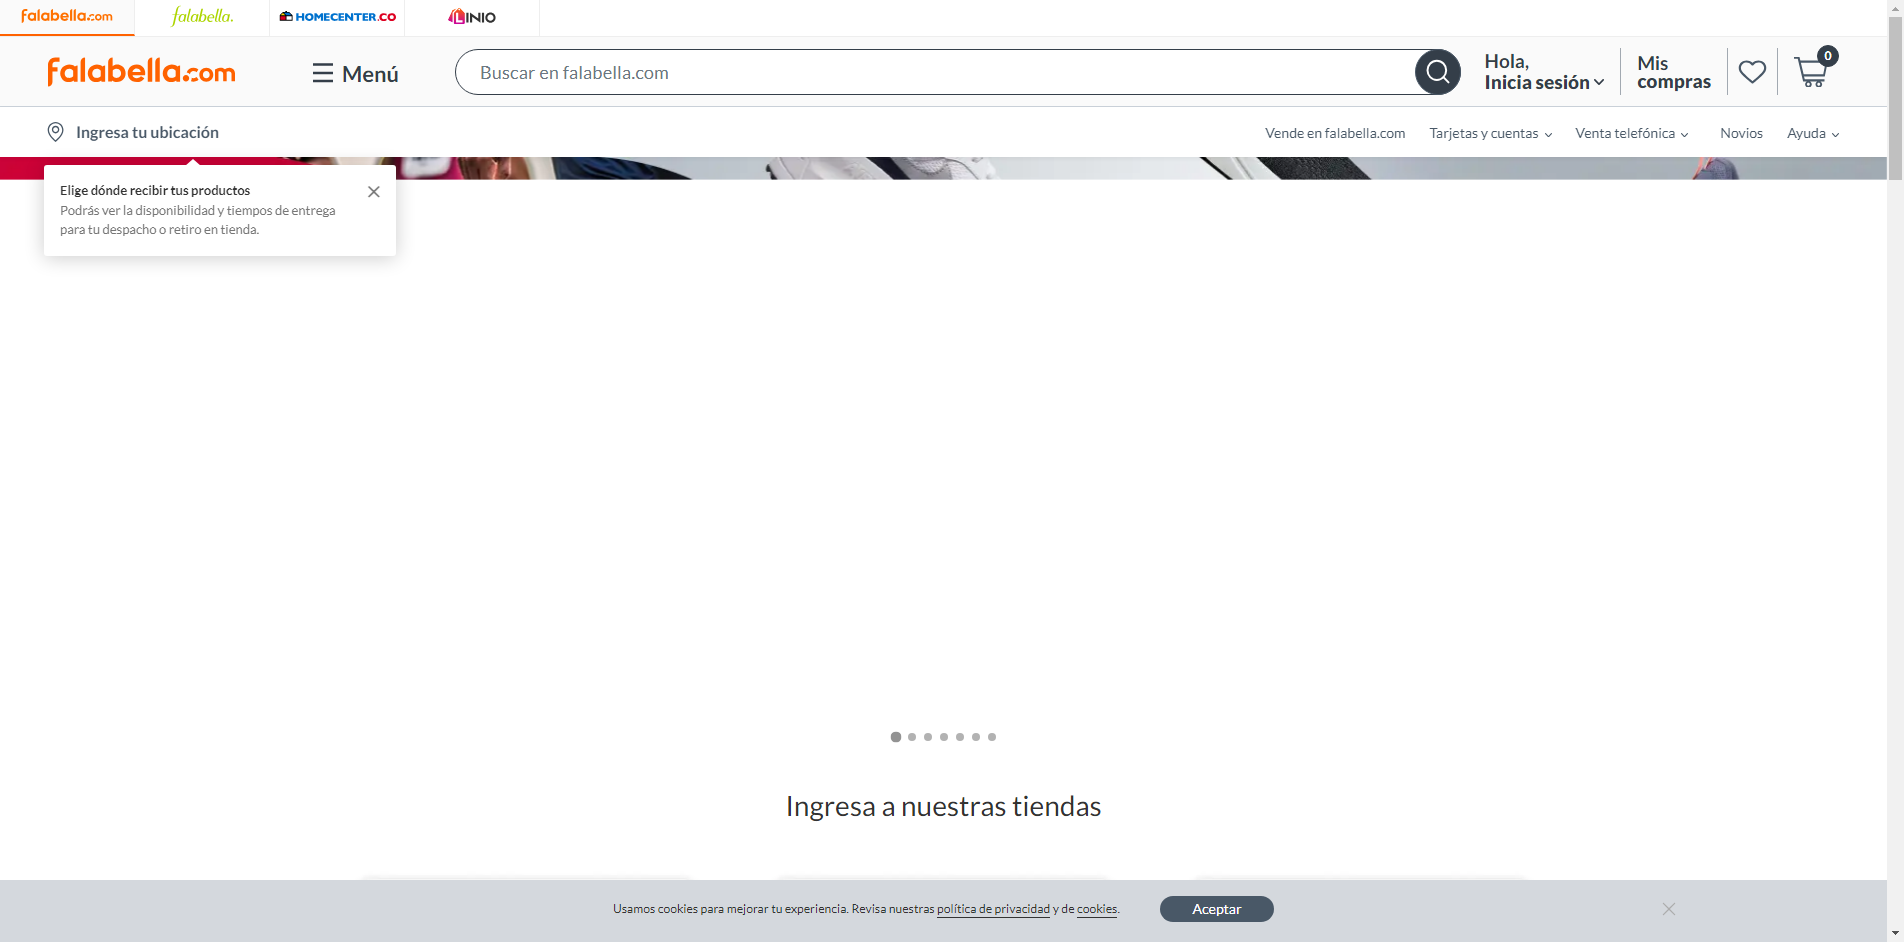 falabella.com
falabella.
HOMECENTER.CO
LINIO
falabella.com
Menú
Buscar en falabella.com
Hola,
Inicia sesión
Mis
compras
0
Ingresa tu ubicación
Vende en falabella.com
Tarjetas y cuentas
Venta telefónica
Novios
Ayuda
Elige dónde recibir tus productos
Podrás ver la disponibilidad y tiempos de entrega
para tu despacho o retiro en tienda.
Ingresa a nuestras tiendas
Usamos cookies para mejorar tu experiencia. Revisa nuestras política de privacidad y de cookies.
Aceptar